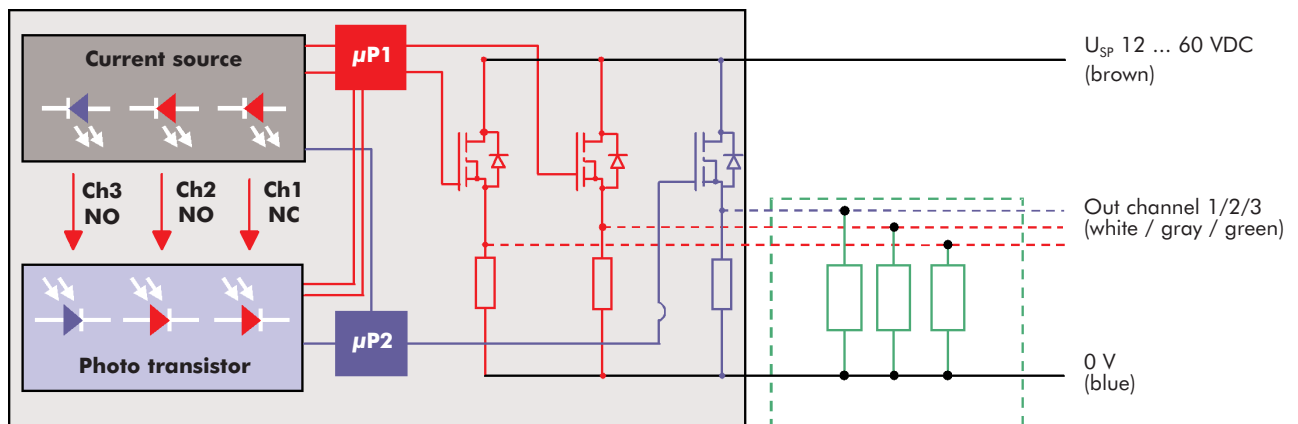 Current source
µP1
U_SP 12 ... 60 VDC
(brown)
Ch3
NO
Ch2
NO
Ch1
NC
Out channel 1/2/3
(white / gray / green)
Photo transistor
µP2
0 V
(blue)